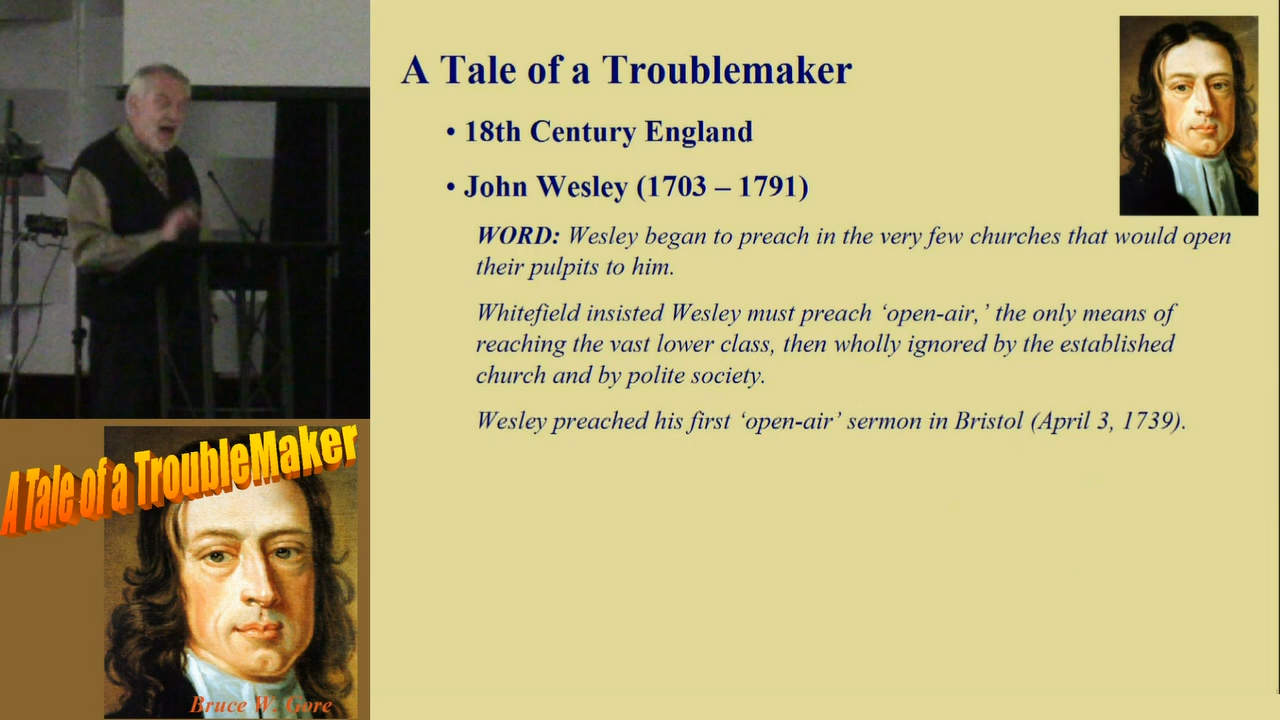 A Tale of a Troublemaker
• 18th Century England
• John Wesley (1703 – 1791)
WORD: Wesley began to preach in the very few churches that would open
their pulpits to him.
Whitefield insisted Wesley must preach ‘open-air,’ the only means of
reaching the vast lower class, then wholly ignored by the established
church and by polite society.
Wesley preached his first ‘open-air’ sermon in Bristol (April 3, 1739).
A Tale of a TroubleMaker
Bruce W. Gore